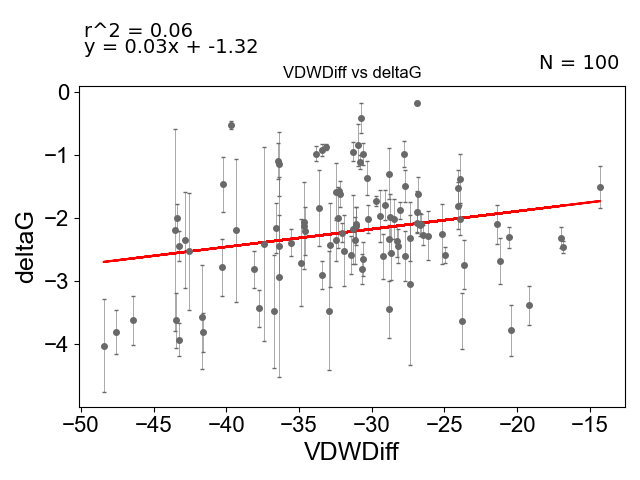 r^2 = 0.06
y = 0.03x + -1.32
N = 100
VDWDiff vs deltaG
deltaG
0
−1
−2
−3
−4
−50 −45 −40 −35 −30 −25 −20 −15
VDWDiff